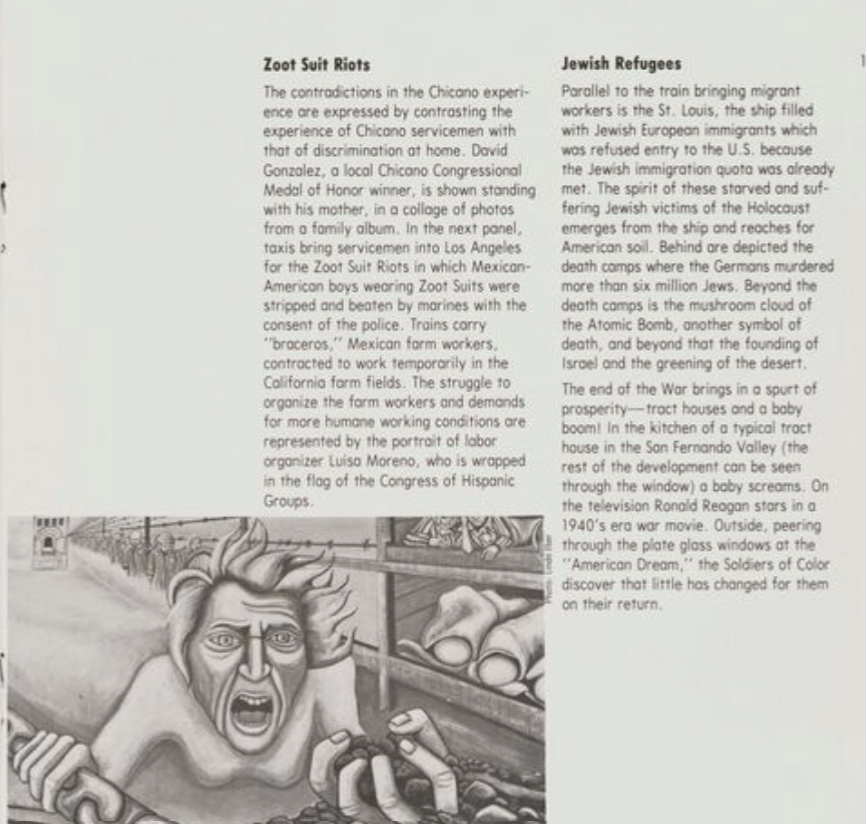 Zoot Suit Riots
The contradictions in the Chicano experi-
ence are expressed by contrasting the
experience of Chicano servicemen with
that of discrimination at home. David
Gonzalez, a local Chicano Congressional
Medal of Honor winner, is shown standing
with his mother, in a collage of photos
from a family album. In the next panel,
taxis bring servicemen into Los Angeles
for the Zoot Suit Riots in which Mexican-
American boys wearing Zoot Suits were
stripped and beaten by marines with the
consent of the police. Trains carry
"braceros," Mexican farm workers,
contracted to work temporarily in the
California farm fields. The struggle to
organize the farm workers and demands
for more humane working conditions are
represented by the portrait of labor
organizer Luisa Moreno, who is wrapped
in the flag of the Congress of Hispanic
Groups.
Jewish Refugees
Parallel to the train bringing migrant
workers is the St. Louis, the ship filled
with Jewish European immigrants which
was refused entry to the U.S. because
the Jewish immigration quota was already
met. The spirit of these starved and suf-
fering Jewish victims of the Holocaust
emerges from the ship and reaches for
American soil. Behind are depicted the
death camps where the Germans murdered
more than six million Jews. Beyond the
death camps is the mushroom cloud of
the Atomic Bomb, another symbol of
death, and beyond that the founding of
Israel and the greening of the desert.
The end of the War brings in a spurt of
prosperity—tract houses and a baby
boom! In the kitchen of a typical tract
house in the San Fernando Valley (the
rest of the development can be seen
through the window) a baby screams. On
the television Ronald Reagan stars in a
1940's era war movie. Outside, peering
through the plate glass windows at the
"American Dream," the Soldiers of Color
discover that little has changed for them
on their return.
Photo:
1